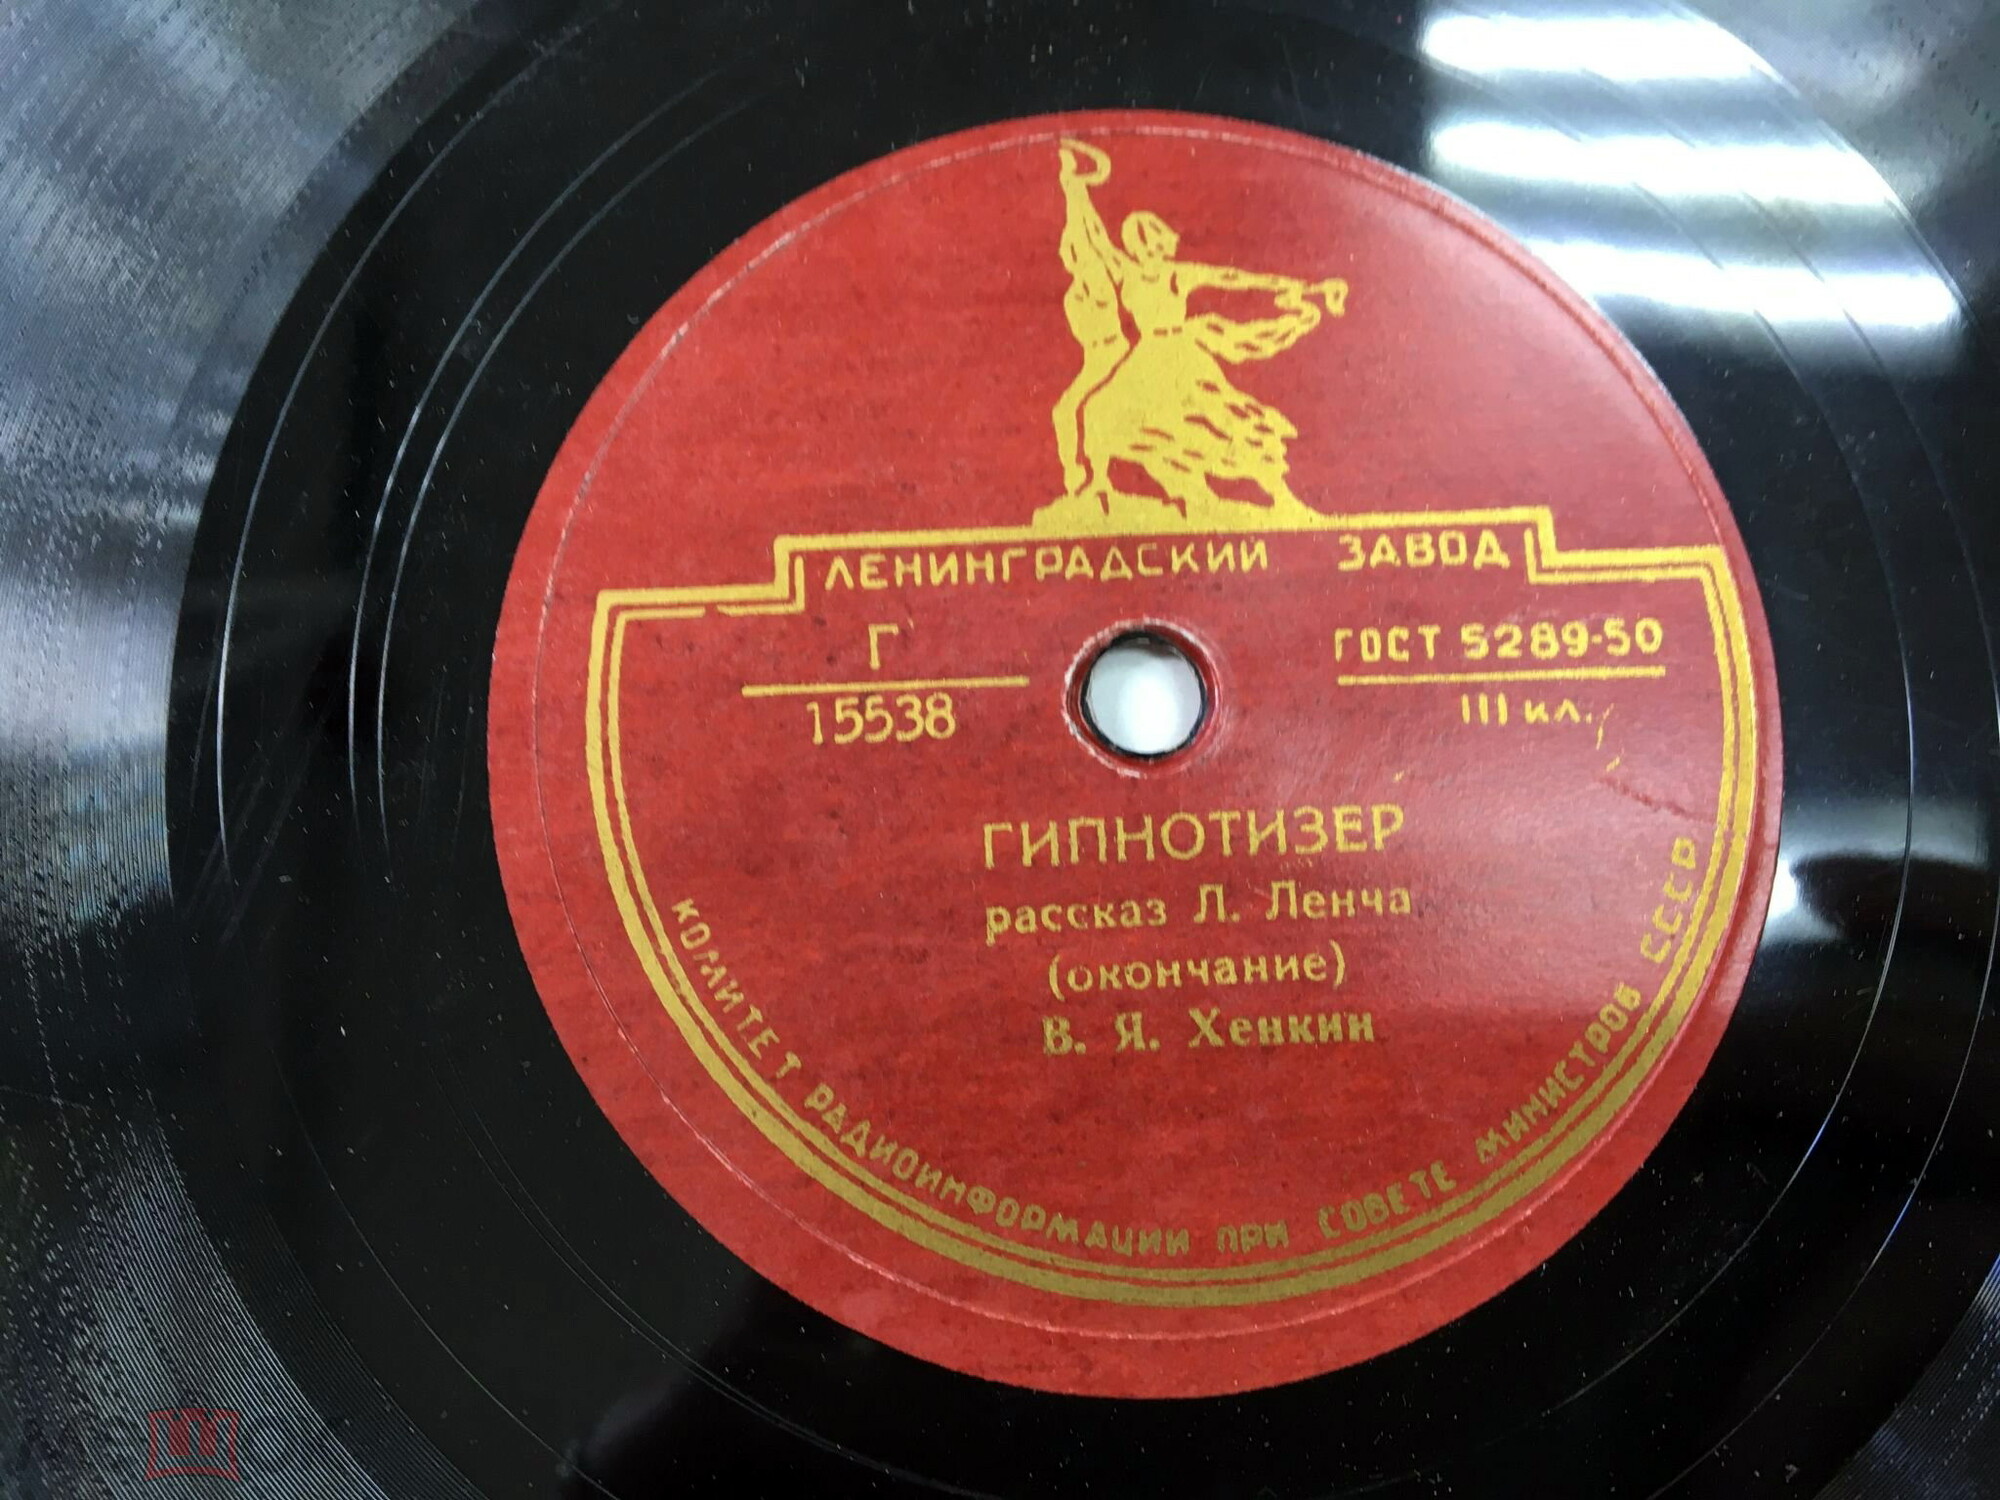 ЛЕНИНГРАДСКИЙ ЗАВОД
Г
15538
ГОСТ 5289-50
III кл.
ГИПНОТИЗЕР
рассказ Л. Ленча
(окончание)
В. Я. Хенкин
КОМИТЕТ РАДИОИНФОРМАЦИИ ПРИ СОВЕТЕ МИНИСТРОВ СССР